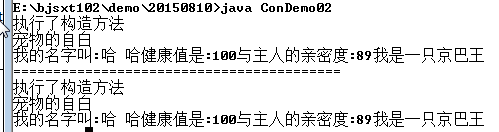 E:\bjsxt102\demo\20150810>java ConDemo02
执行了构造方法
宠物的自白
我的名字叫:哈 哈健康值是:100与主人的亲密度:89我是一只京巴王
=========================================
执行了构造方法
宠物的自白
我的名字叫:哈 哈健康值是:100与主人的亲密度:89我是一只京巴王